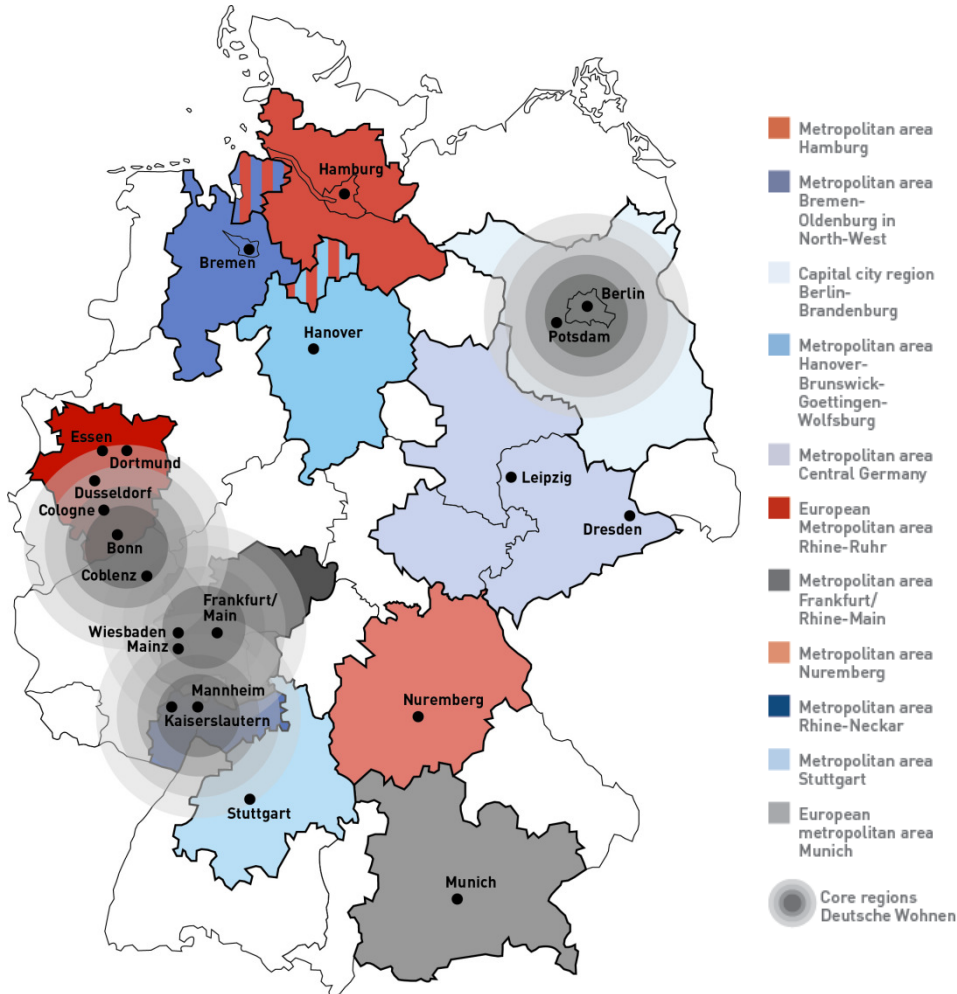 Hamburg
Bremen
Berlin
Potsdam
Hanover
Essen
Dortmund
Dusseldorf
Cologne
Bonn
Coblenz
Leipzig
Dresden
Frankfurt/
Main
Wiesbaden
Mainz
Mannheim
Kaiserslautern
Nuremberg
Stuttgart
Munich
Metropolitan area
Hamburg
Metropolitan area
Bremen-
Oldenburg in
North-West
Capital city region
Berlin-
Brandenburg
Metropolitan area
Hanover-
Brunswick-
Goettingen-
Wolfsburg
Metropolitan area
Central Germany
European
Metropolitan area
Rhine-Ruhr
Metropolitan area
Frankfurt/
Rhine-Main
Metropolitan area
Nuremberg
Metropolitan area
Rhine-Neckar
Metropolitan area
Stuttgart
European
metropolitan area
Munich
Core regions
Deutsche Wohnen